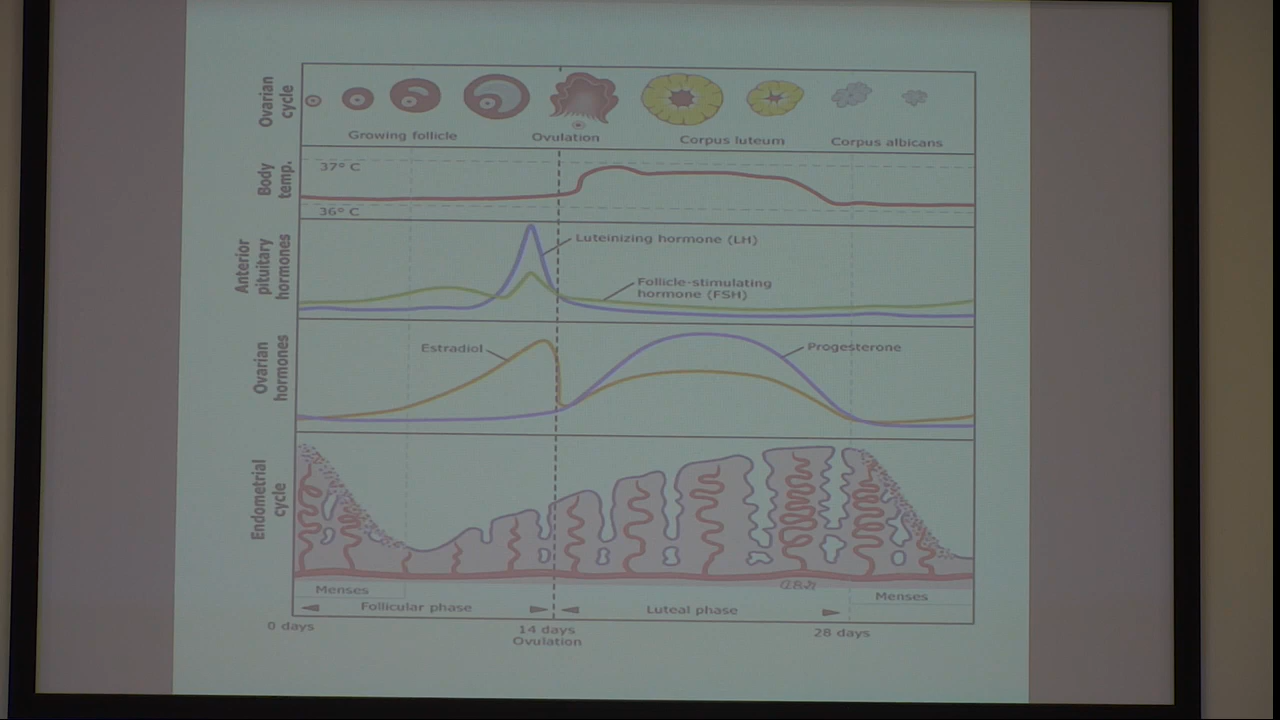 Ovarian
cycle
Growing follicle
Ovulation
Corpus luteum
Corpus albicans
Body
temp.
37° C
36° C
Anterior
pituitary
hormones
Luteinizing hormone (LH)
Follicle-stimulating
hormone (FSH)
Ovarian
hormones
Estradiol
Progesterone
Endometrial
cycle
Menses
Menses
Follicular phase
Luteal phase
0 days
14 days
Ovulation
28 days